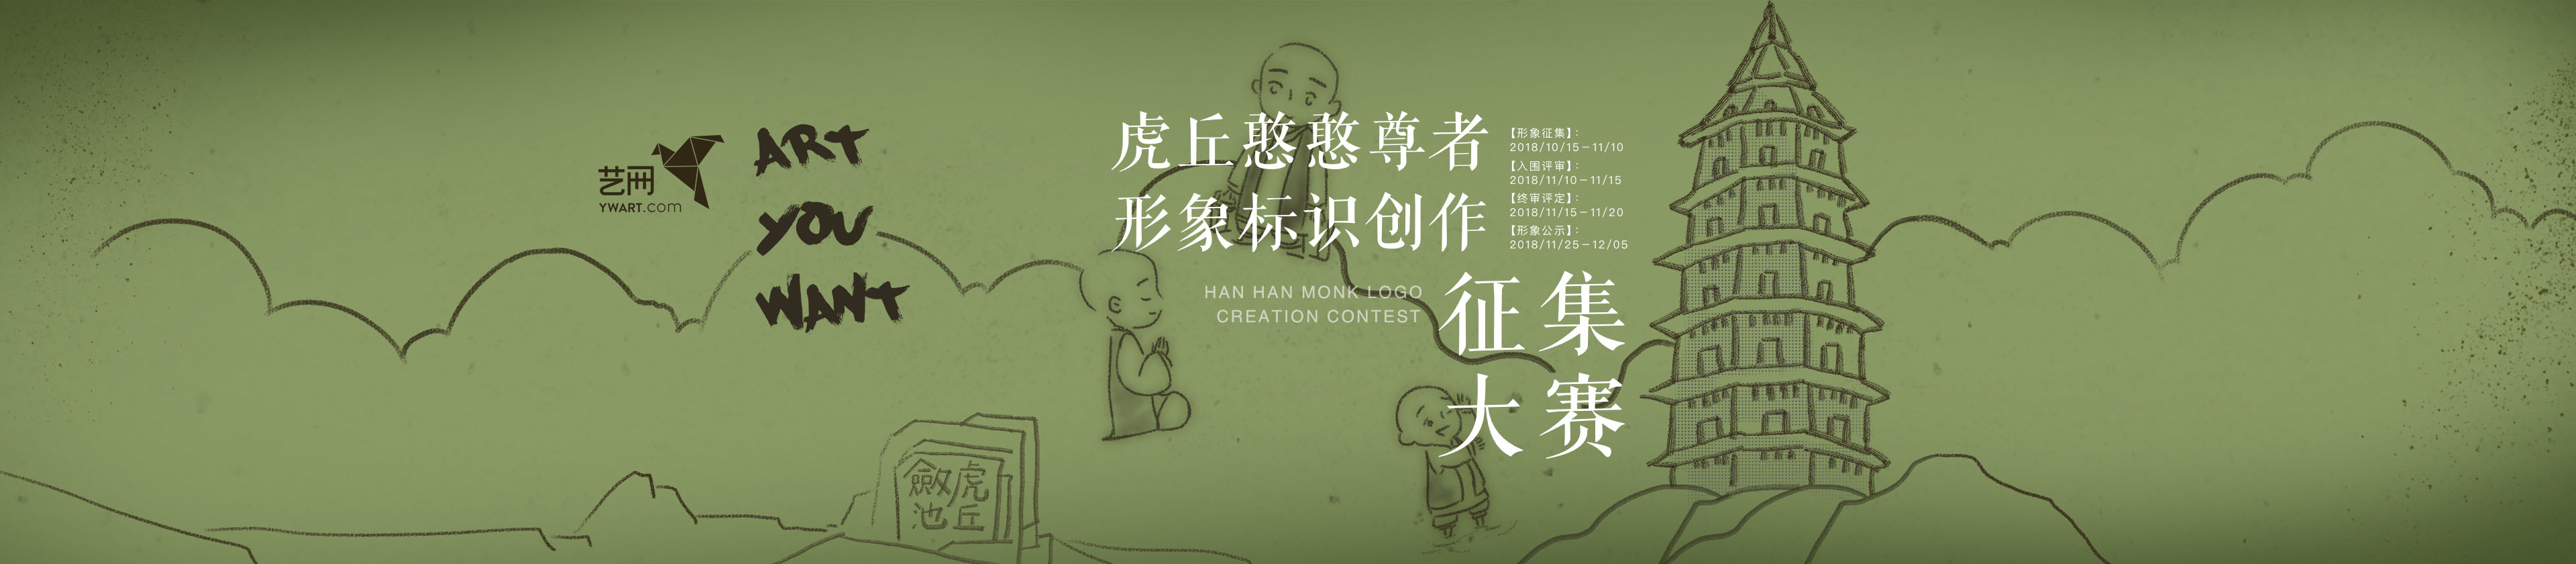 艺网
YWART.com
ART
YOU
WANT
虎丘憨憨尊者
形象标识创作
征集
大赛
HAN HAN MONK LOGO
CREATION CONTEST
【形象征集】:
2018/10/15-11/10
【入围评审】:
2018/11/10-11/15
【终审评定】:
2018/11/15-11/20
【形象公示】:
2018/11/25-12/05
虎丘
劍池